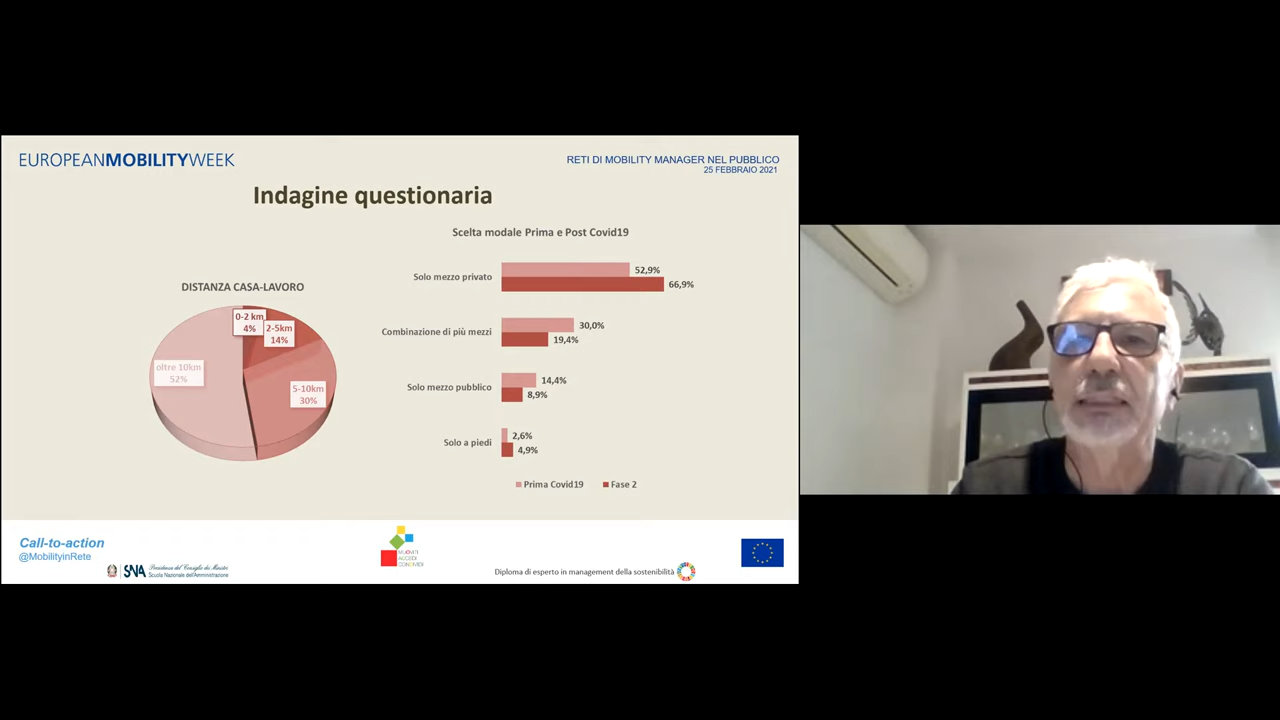 EUROPEANMOBILITYWEEK
RETI DI MOBILITY MANAGER NEL PUBBLICO
25 FEBBRAIO 2021
Indagine questionaria
DISTANZA CASA-LAVORO
0-2 km
4%
2-5km
14%
5-10km
30%
oltre 10km
52%
Scelta modale Prima e Post Covid19
Solo mezzo privato
52,9%
66,9%
Combinazione di più mezzi
30,0%
19,4%
Solo mezzo pubblico
14,4%
8,9%
Solo a piedi
2,6%
4,9%
Prima Covid19
Fase 2
Call-to-action
@MobilityinRete
SNA
Presidenza del Consiglio dei Ministri
Scuola Nazionale dell'Amministrazione
MUOVITI
ACCEDI
CONDIVIDI
Diploma di esperto in management della sostenibilità